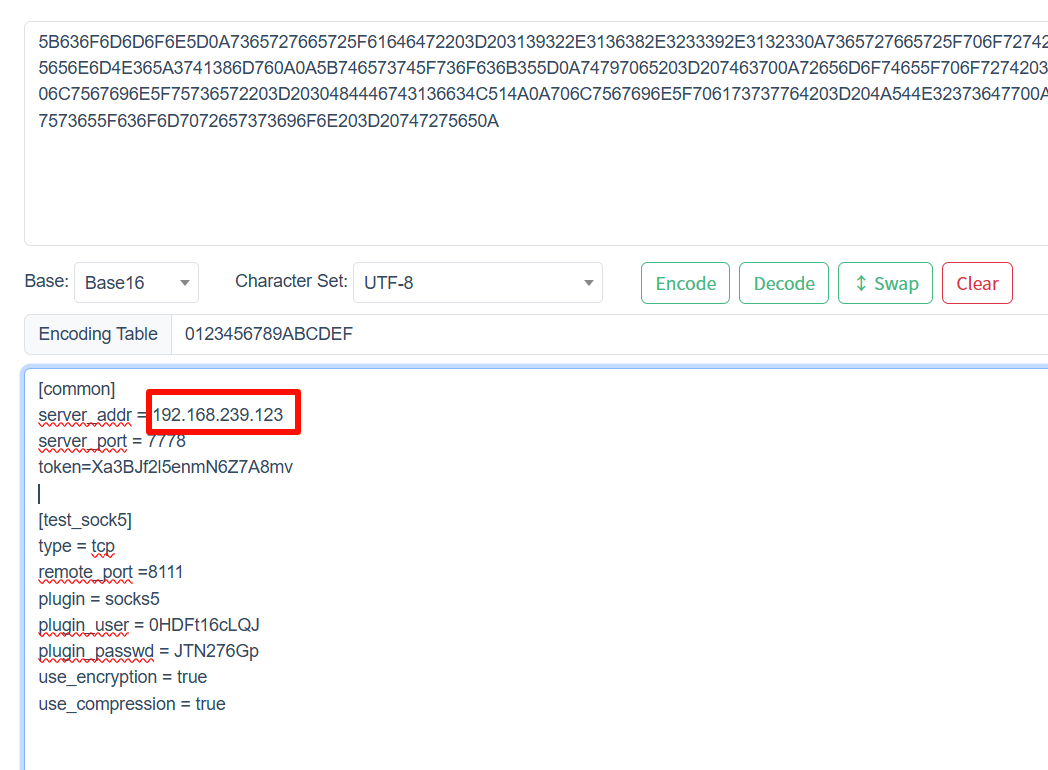 5B636F6D6D6F6E5D0A7365727665725F61646472203D203139322E3136382E3233392E3132330A7365727665725F706F72742
5656E6D4E365A3741386D760A0A5B746573745F736F636B355D0A74797065203D207463700A72656D6F74655F706F7274203
06C7567696E5F75736572203D2030484446743136634C514A0A706C7567696E5F706173737764203D204A544E32373647700A
7573655F636F6D7072657373696F6E203D20747275650A
Base: Base16 Character Set: UTF-8 Encode Decode ↕ Swap Clear
Encoding Table 0123456789ABCDEF
[common]
server_addr = 192.168.239.123
server_port = 7778
token=Xa3BJf2l5enmN6Z7A8mv
[test_sock5]
type = tcp
remote_port =8111
plugin = socks5
plugin_user = 0HDFt16cLQJ
plugin_passwd = JTN276Gp
use_encryption = true
use_compression = true